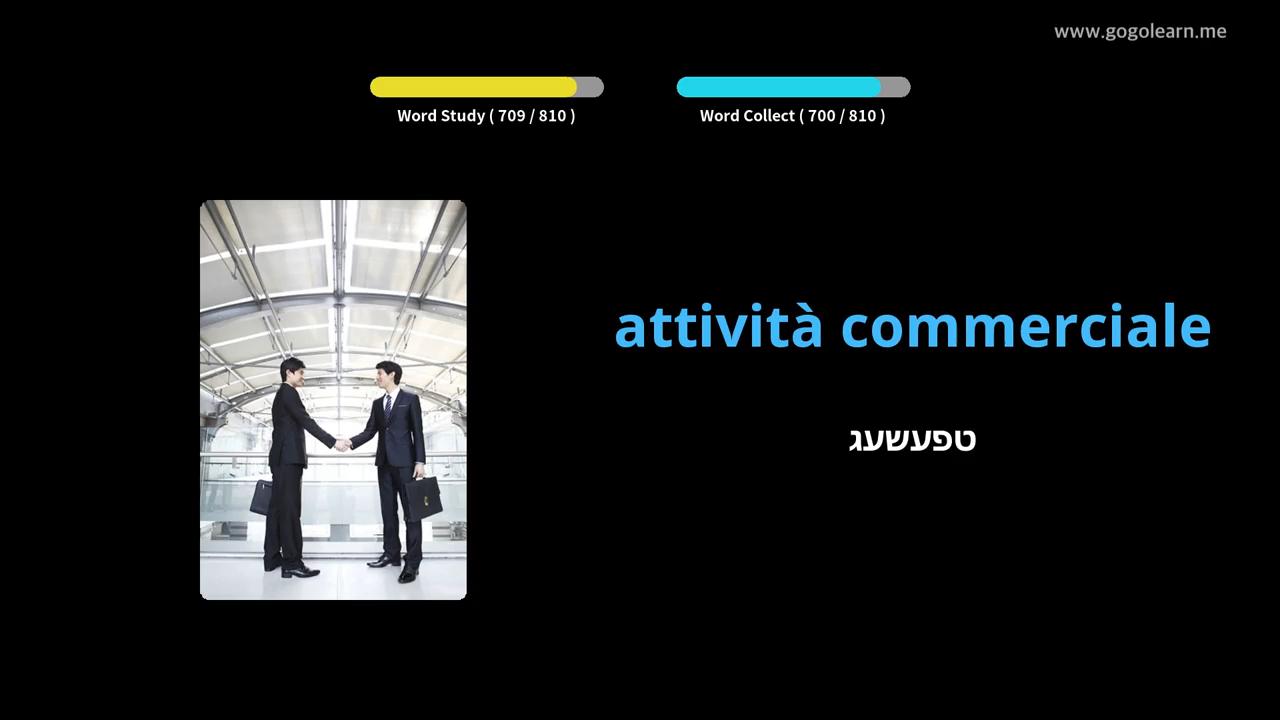 www.gogolearn.me
Word Study ( 709 / 810 )
Word Collect ( 700 / 810 )
attività commerciale
טפעשעג